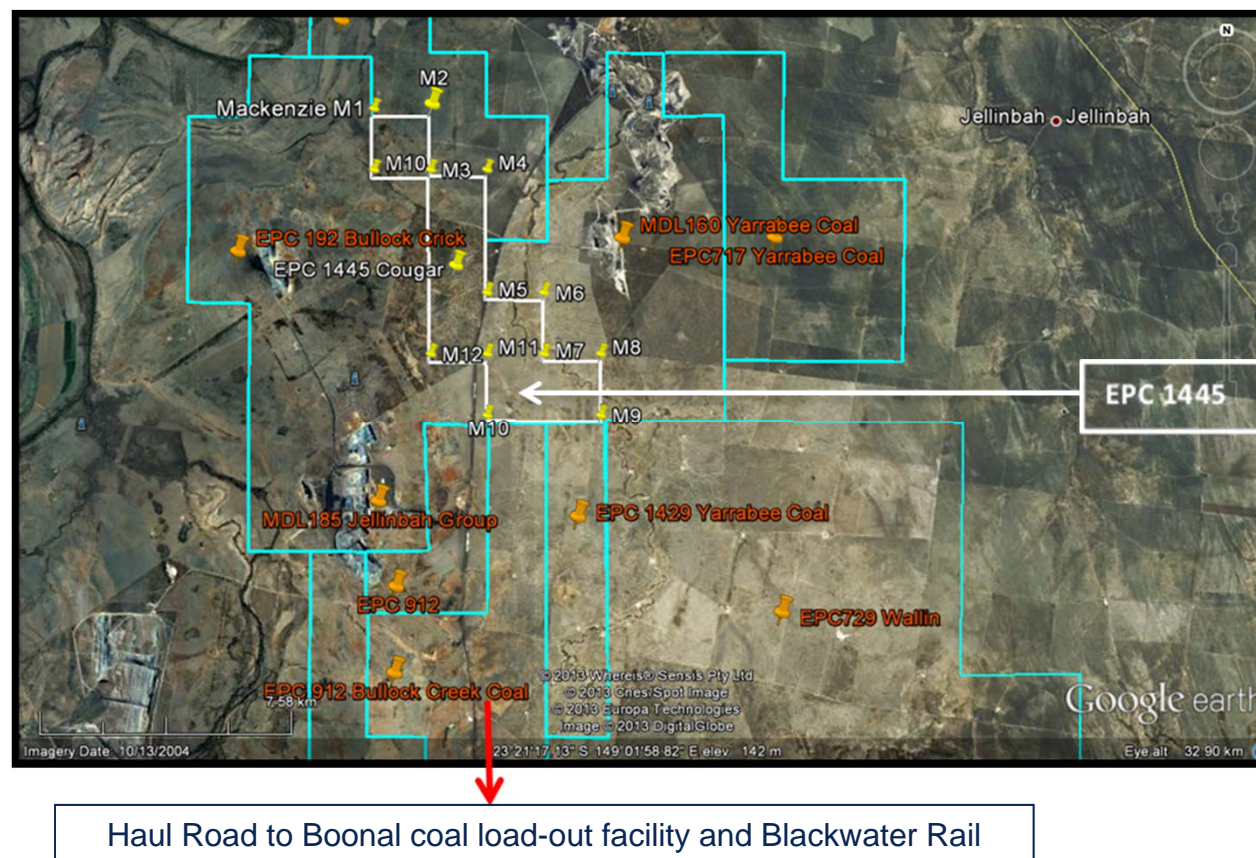 N
M2
Mackenzie M1
Jellinbah Jellinbah
M10 M3 M4
EPC 192 Bullock Crick
MDL160 Yarrabee Coal
EPC 1445 Cougar
EPC717 Yarrabee Coal
M5 M6
M12 M11 M7 M8
EPC 1445
M10 M9
MDL185 Jellinbah Group
EPC 1429 Yarrabee Coal
EPC 912
EPC729 Wallin
EPC 912 Bullock Creek Coal
7.58 km
© 2013 Whereis® Sensis Pty Ltd
© 2013 Cnes/Spot Image
© 2013 Europa Technologies
Image © 2013 DigitalGlobe
Google earth
Imagery Date 10/13/2004
23°21'17.13" S 149°01'58.82" E elev 142 m
Eye alt 32.90 km
Haul Road to Boonal coal load-out facility and Blackwater Rail